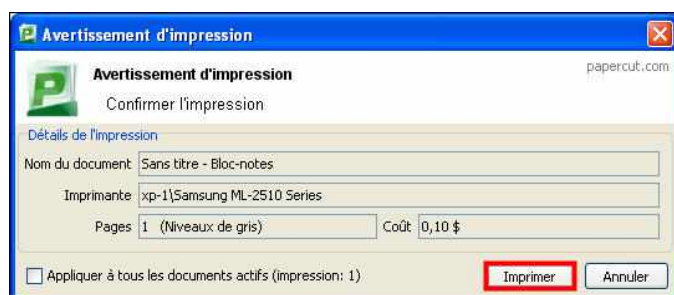 Avertissement d'impression
papercut.com
Avertissement d'impression
Confirmer l'impression
Détails de l'impression
Nom du document Sans titre - Bloc-notes
Imprimante xp-1\Samsung ML-2510 Series
Pages 1 (Niveaux de gris) Coût 0,10 $
Appliquer à tous les documents actifs (impression: 1) Imprimer Annuler